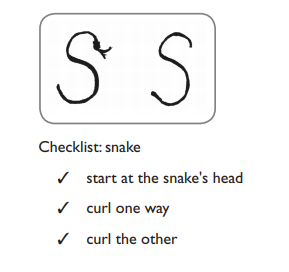 S S
Checklist: snake
✓ start at the snake's head
✓ curl one way
✓ curl the other